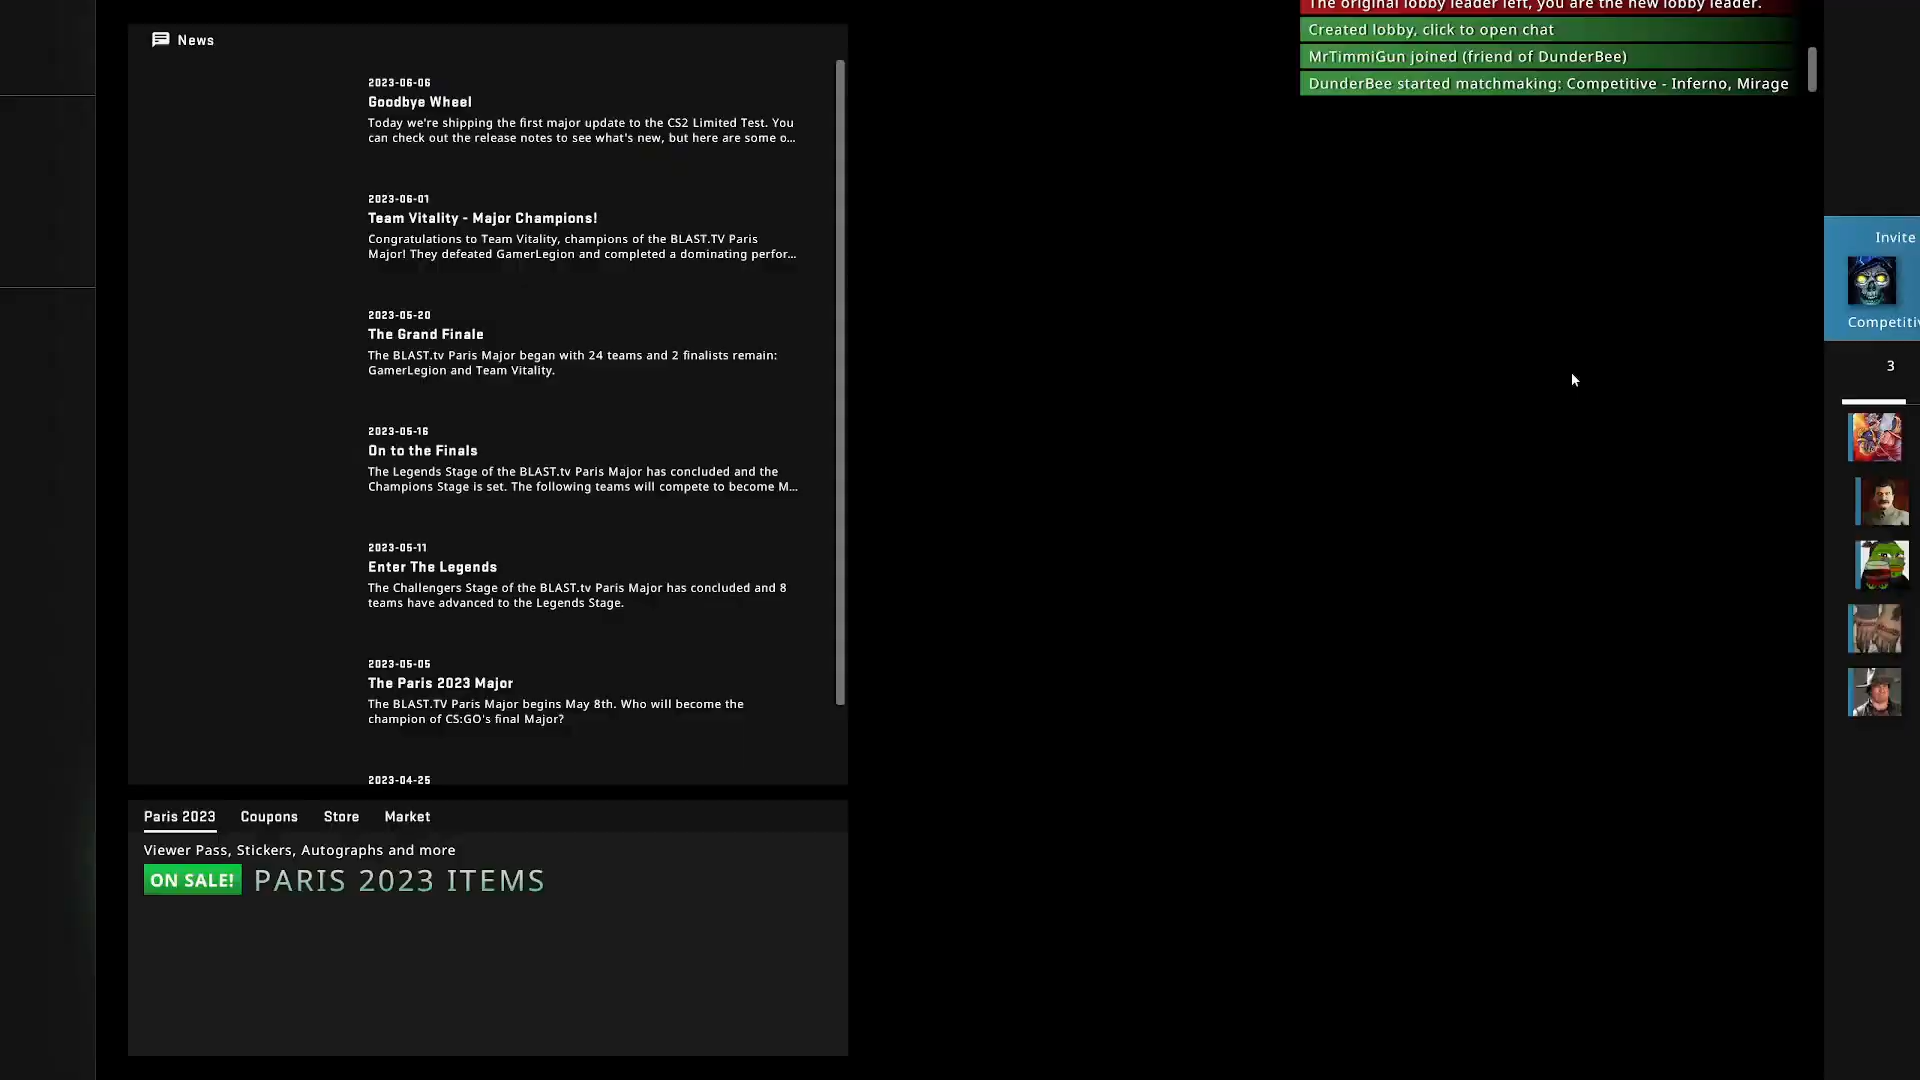 News
2023-06-06
Goodbye Wheel
Today we're shipping the first major update to the CS2 Limited Test. You
can check out the release notes to see what's new, but here are some o...
2023-06-01
Team Vitality - Major Champions!
Congratulations to Team Vitality, champions of the BLAST.TV Paris
Major! They defeated GamerLegion and completed a dominating perfor...
2023-05-20
The Grand Finale
The BLAST.tv Paris Major began with 24 teams and 2 finalists remain:
GamerLegion and Team Vitality.
2023-05-16
On to the Finals
The Legends Stage of the BLAST.tv Paris Major has concluded and the
Champions Stage is set. The following teams will compete to become M...
2023-05-11
Enter The Legends
The Challengers Stage of the BLAST.tv Paris Major has concluded and 8
teams have advanced to the Legends Stage.
2023-05-05
The Paris 2023 Major
The BLAST.TV Paris Major begins May 8th. Who will become the
champion of CS:GO's final Major?
2023-04-25
Paris 2023 Coupons Store Market
Viewer Pass, Stickers, Autographs and more
ON SALE! PARIS 2023 ITEMS
The original lobby leader left, you are the new lobby leader.
Created lobby, click to open chat
MrTimmiGun joined (friend of DunderBee)
DunderBee started matchmaking: Competitive - Inferno, Mirage
Invite
Competitiv
3